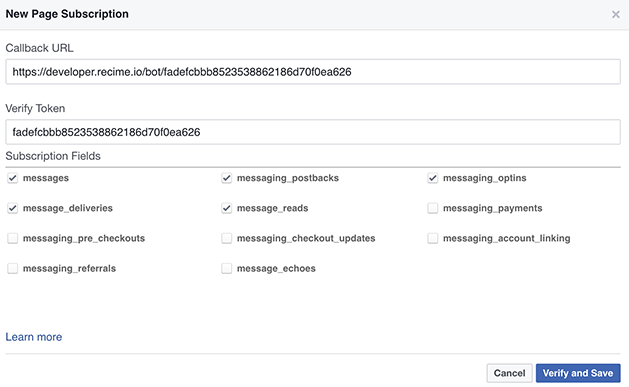 New Page Subscription
Callback URL
https://developer.recime.io/bot/fadefcbbb8523538862186d70f0ea626
Verify Token
fadefcbbb8523538862186d70f0ea626
Subscription Fields
messages messaging_postbacks messaging_optins
message_deliveries message_reads messaging_payments
messaging_pre_checkouts messaging_checkout_updates messaging_account_linking
messaging_referrals message_echoes
Learn more
Cancel Verify and Save